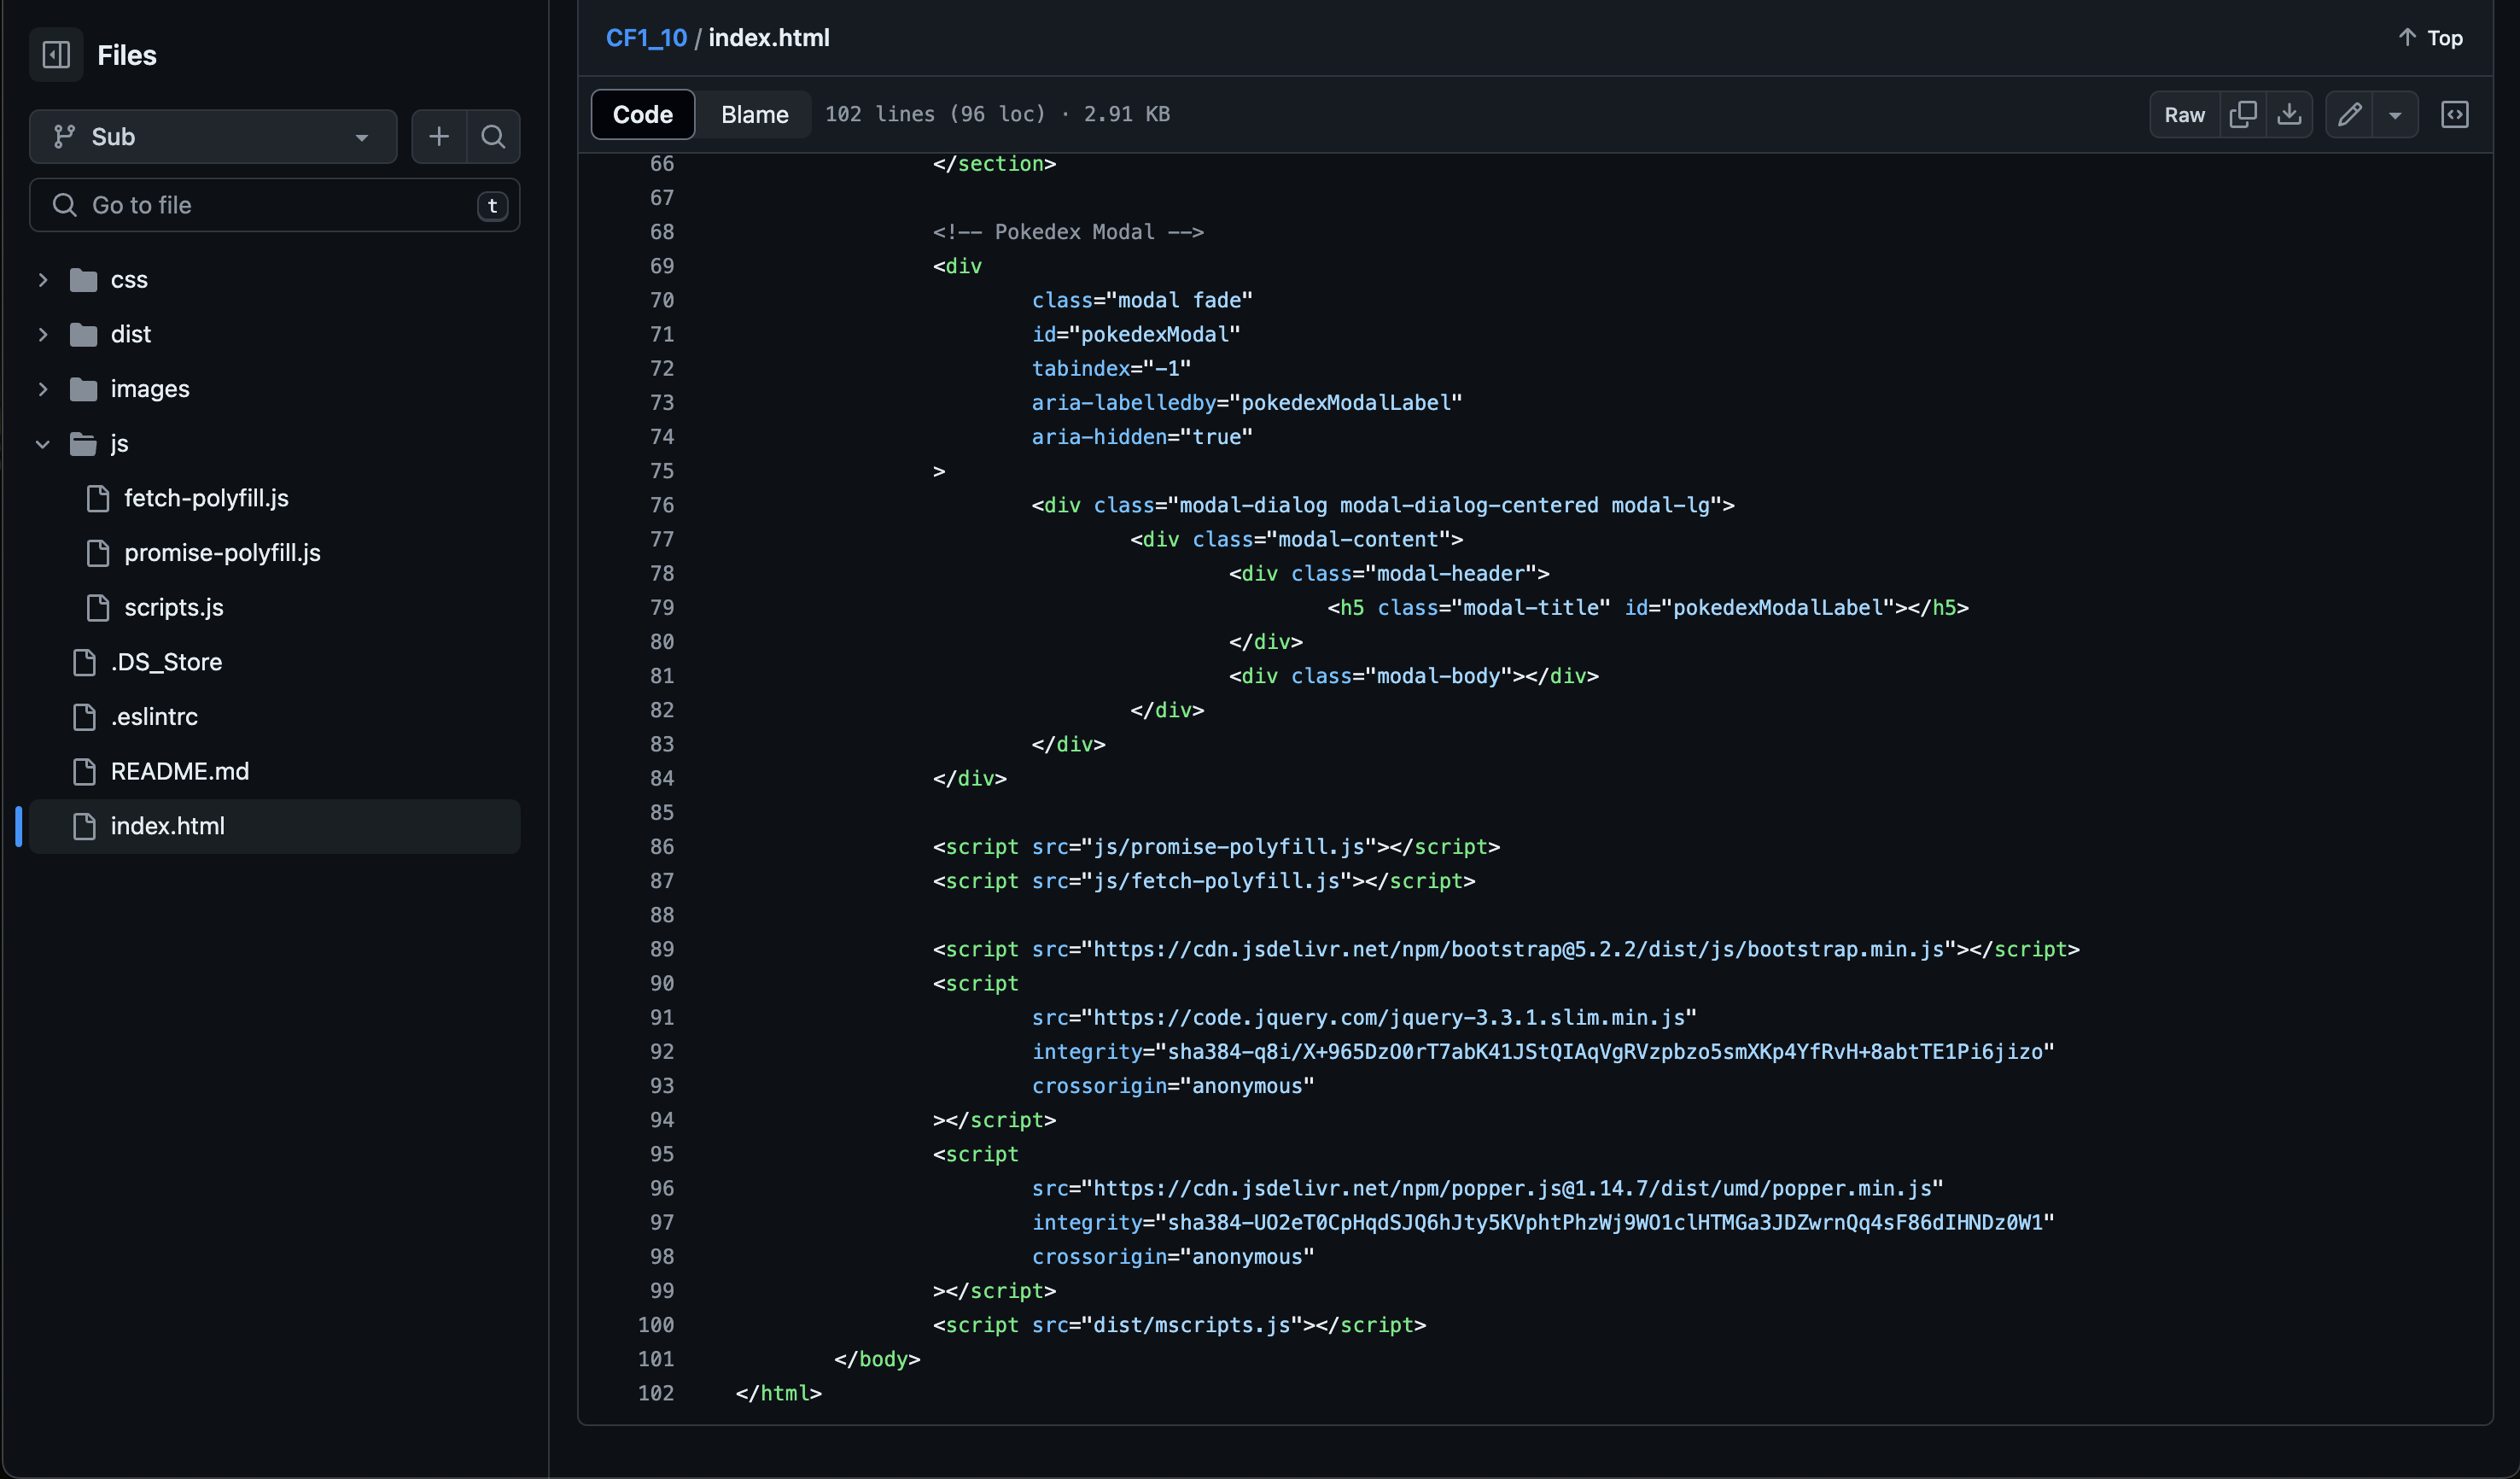 Files
Sub
Go to file
t
css
dist
images
js
fetch-polyfill.js
promise-polyfill.js
scripts.js
.DS_Store
.eslintrc
README.md
index.html
CF1_10 / index.html
Top
Code
Blame
102 lines (96 loc) · 2.91 KB
Raw
66 </section>
67
68 <!-- Pokedex Modal -->
69 <div
70 class="modal fade"
71 id="pokedexModal"
72 tabindex="-1"
73 aria-labelledby="pokedexModalLabel"
74 aria-hidden="true"
75 >
76 <div class="modal-dialog modal-dialog-centered modal-lg">
77 <div class="modal-content">
78 <div class="modal-header">
79 <h5 class="modal-title" id="pokedexModalLabel"></h5>
80 </div>
81 <div class="modal-body"></div>
82 </div>
83 </div>
84 </div>
85
86 <script src="js/promise-polyfill.js"></script>
87 <script src="js/fetch-polyfill.js"></script>
88
89 <script src="https://cdn.jsdelivr.net/npm/bootstrap@5.2.2/dist/js/bootstrap.min.js"></script>
90 <script
91 src="https://code.jquery.com/jquery-3.3.1.slim.min.js"
92 integrity="sha384-q8i/X+965DzO0rT7abK41JStQIAqVgRVzpbzo5smXKp4YfRvH+8abtTE1Pi6jizo"
93 crossorigin="anonymous"
94 ></script>
95 <script
96 src="https://cdn.jsdelivr.net/npm/popper.js@1.14.7/dist/umd/popper.min.js"
97 integrity="sha384-UO2eT0CpHqdSJQ6hJty5KVphtPhzWj9WO1clHTMGa3JDZwrnQq4sF86dIHNDz0W1"
98 crossorigin="anonymous"
99 ></script>
100 <script src="dist/mscripts.js"></script>
101 </body>
102 </html>